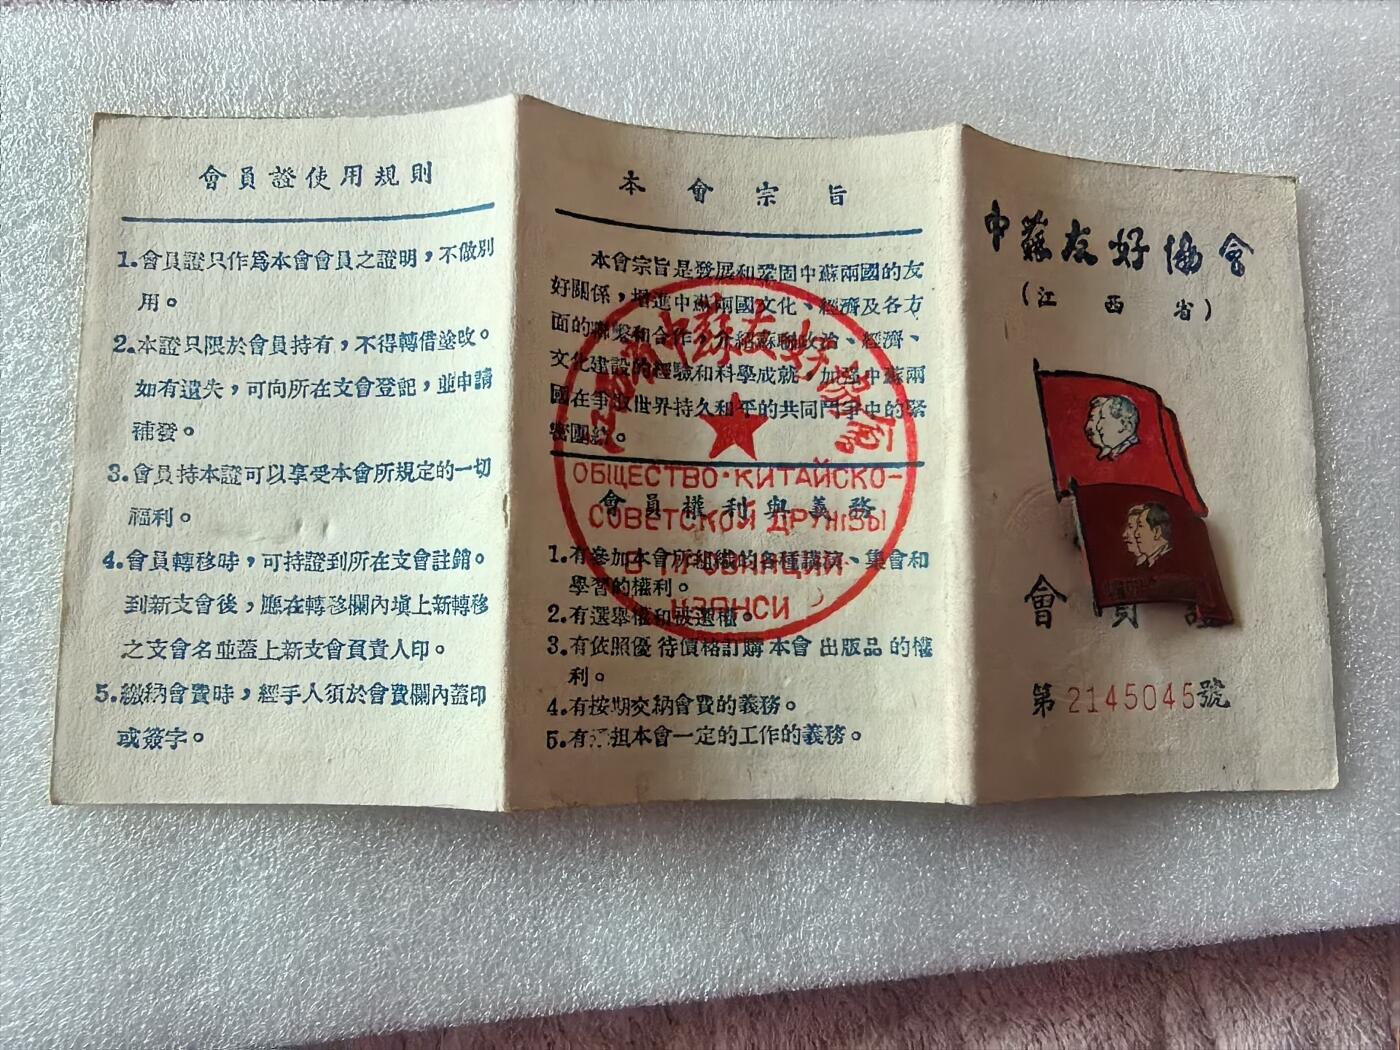 會員證使用規則
1.會員證只作爲本會會員之證明，不做別
用。
2.本證只限於會員持有，不得轉借塗改。
如有遺失，可向所在支會登記，並申請
補發。
3.會員持本證可以享受本會所規定的一切
福利。
4.會員轉移時，可持證到所在支會註銷。
到新支會後，應在轉移欄內塡上新轉移
之支會名並蓋上新支會負責人印。
5.繳納會費時，經手人須於會費欄內蓋印
或簽字。
本會宗旨
本會宗旨是發展和鞏固中蘇兩國的友
好關係，增進中蘇兩國文化、經濟及各方
面的聯繫和合作，介紹蘇聯政治、經濟、
文化建設的經驗和科學成就，加强中蘇兩
國在爭取世界持久和平的共同鬥爭中的緊
密團結。
會員權利與義務
1.有參加本會所組織的各種講演、集會和
學習的權利。
2.有選舉權和被選權。
3.有依照優待價格訂購本會出版品的權
利。
4.有按期交納會費的義務。
5.有承担本會一定的工作的義務。
江西省中蘇友好協會
ОБЩЕСТВО·КИТАЙСКО-
СОВЕТСКОЙ ДРУЖБЫ
В ПРОВИНЦИИ
ЦЗЯНСИ
中蘇友好協會
(江西省)
會員證
第2145045號